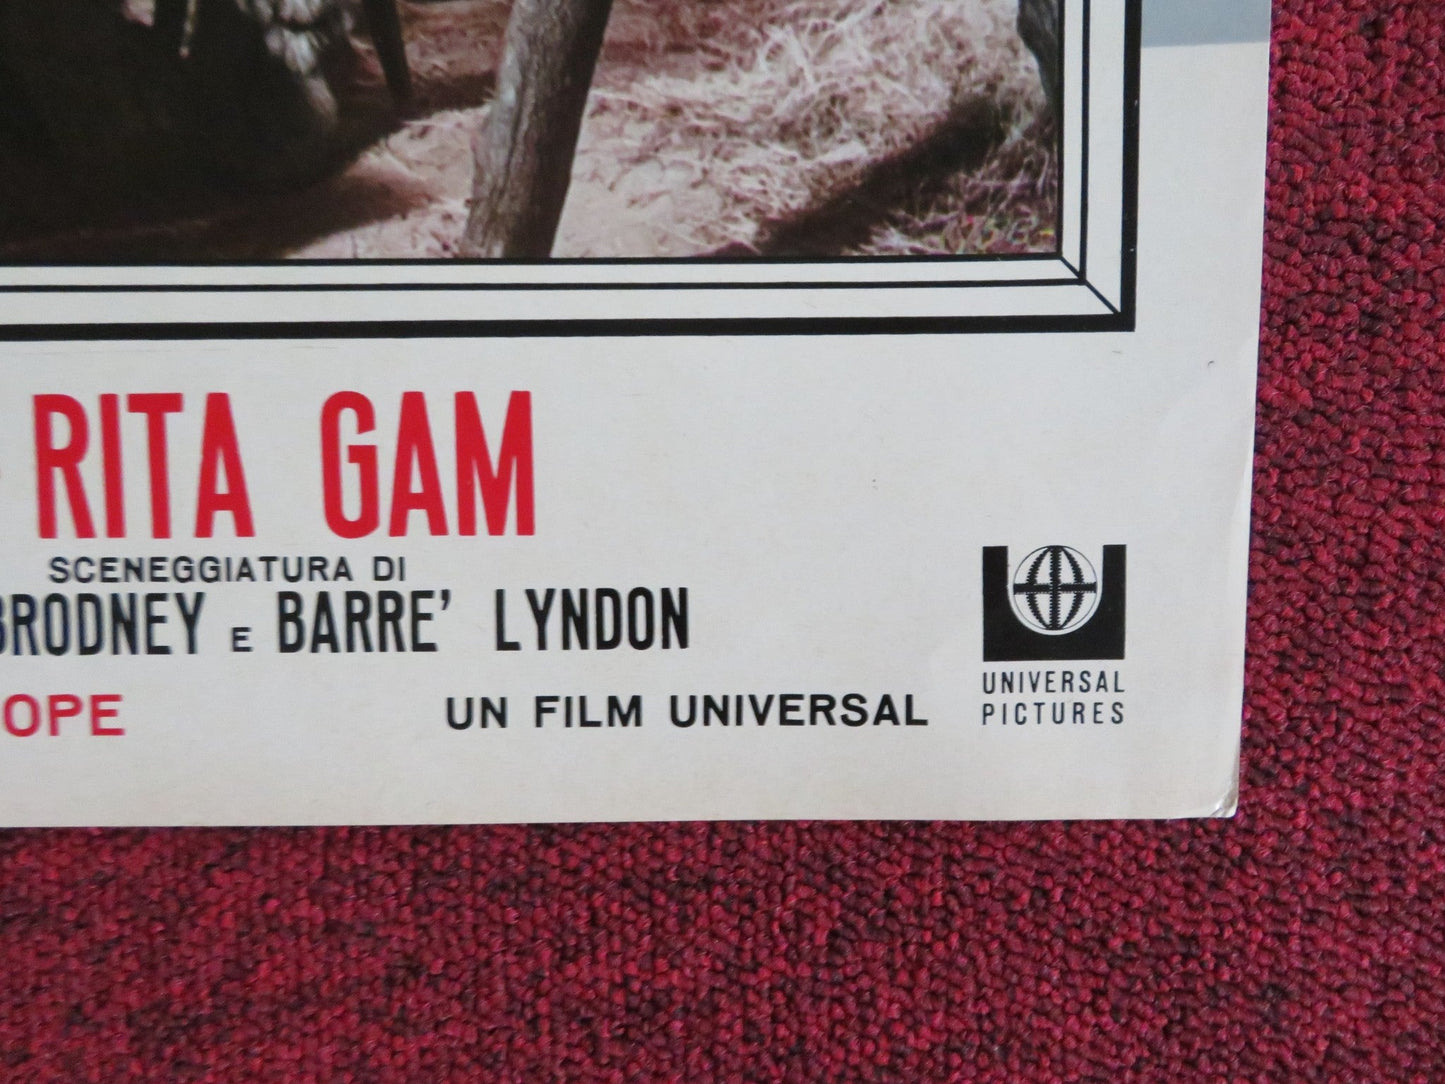 RITA GAM
SCENEGGIATURA DI
BRODNEY E BARRE' LYNDON
OPE
UN FILM UNIVERSAL
UNIVERSAL
PICTURES